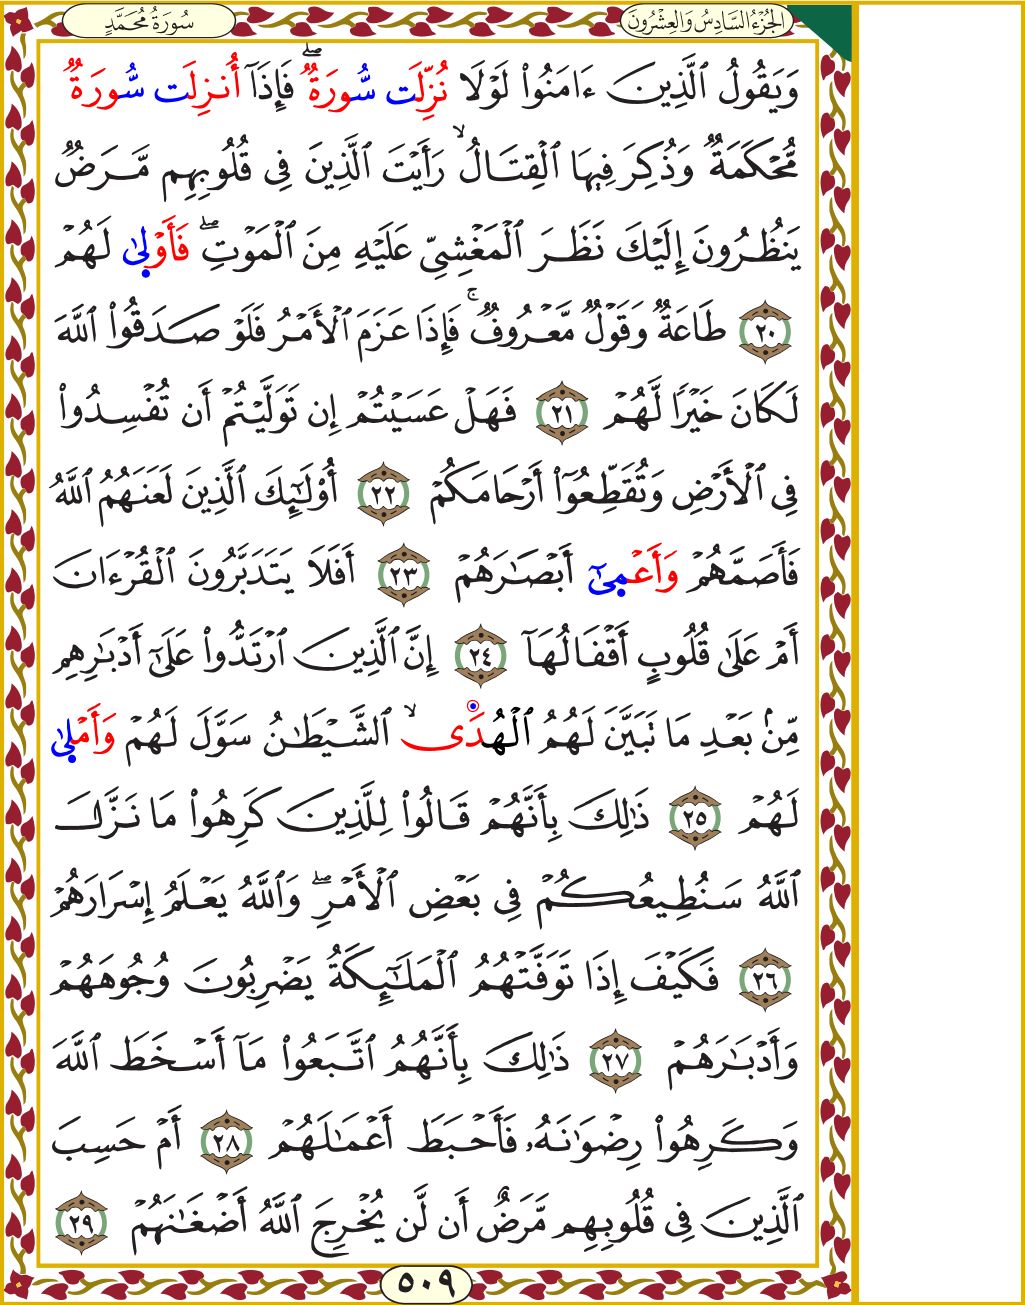 الجُزْءُ السَّادِسُ وَالعِشْرُونَ
سُورَةُ مُحَمَّدٍ
وَيَقُولُ ٱلَّذِينَ ءَامَنُوا۟ لَوْلَا نُزِّلَت سُّورَةٌۖ فَإِذَآ أُنزِلَت سُّورَةٌ
مُّحْكَمَةٌ وَذُكِرَ فِيهَا ٱلْقِتَالُۙ رَأَيْتَ ٱلَّذِينَ فِى قُلُوبِهِم مَّرَضٌ
يَنظُرُونَ إِلَيْكَ نَظَرَ ٱلْمَغْشِىِّ عَلَيْهِ مِنَ ٱلْمَوْتِۖ فَأَوْلىٰ لَهُمْ
٢٠ طَاعَةٌ وَقَوْلٌ مَّعْرُوفٌۚ فَإِذَا عَزَمَ ٱلْأَمْرُ فَلَوْ صَدَقُوا۟ ٱللَّهَ
لَكَانَ خَيْرًا لَّهُمْ ٢١ فَهَلْ عَسَيْتُمْ إِن تَوَلَّيْتُمْ أَن تُفْسِدُوا۟
فِى ٱلْأَرْضِ وَتُقَطِّعُوٓا۟ أَرْحَامَكُمْ ٢٢ أُو۟لَـٰٓئِكَ ٱلَّذِينَ لَعَنَهُمُ ٱللَّهُ
فَأَصَمَّهُمْ وَأَعْمىٰٓ أَبْصَـٰرَهُمْ ٢٣ أَفَلَا يَتَدَبَّرُونَ ٱلْقُرْءَانَ
أَمْ عَلَىٰ قُلُوبٍ أَقْفَالُهَآ ٢٤ إِنَّ ٱلَّذِينَ ٱرْتَدُّوا۟ عَلَىٰٓ أَدْبَـٰرِهِم
مِّنۢ بَعْدِ مَا تَبَيَّنَ لَهُمُ ٱلْهُدَىۙ ٱلشَّيْطَـٰنُ سَوَّلَ لَهُمْ وَأَمْلىٰ
لَهُمْ ٢٥ ذَٰلِكَ بِأَنَّهُمْ قَالُوا۟ لِلَّذِينَ كَرِهُوا۟ مَا نَزَّلَ
ٱللَّهُ سَنُطِيعُكُمْ فِى بَعْضِ ٱلْأَمْرِۖ وَٱللَّهُ يَعْلَمُ إِسْرَارَهُمْ
٢٦ فَكَيْفَ إِذَا تَوَفَّتْهُمُ ٱلْمَلَـٰٓئِكَةُ يَضْرِبُونَ وُجُوهَهُمْ
وَأَدْبَـٰرَهُمْ ٢٧ ذَٰلِكَ بِأَنَّهُمُ ٱتَّبَعُوا۟ مَآ أَسْخَطَ ٱللَّهَ
وَكَرِهُوا۟ رِضْوَٰنَهُۥ فَأَحْبَطَ أَعْمَـٰلَهُمْ ٢٨ أَمْ حَسِبَ
ٱلَّذِينَ فِى قُلُوبِهِم مَّرَضٌ أَن لَّن يُخْرِجَ ٱللَّهُ أَضْغَـٰنَهُمْ ٢٩
٥٠٩